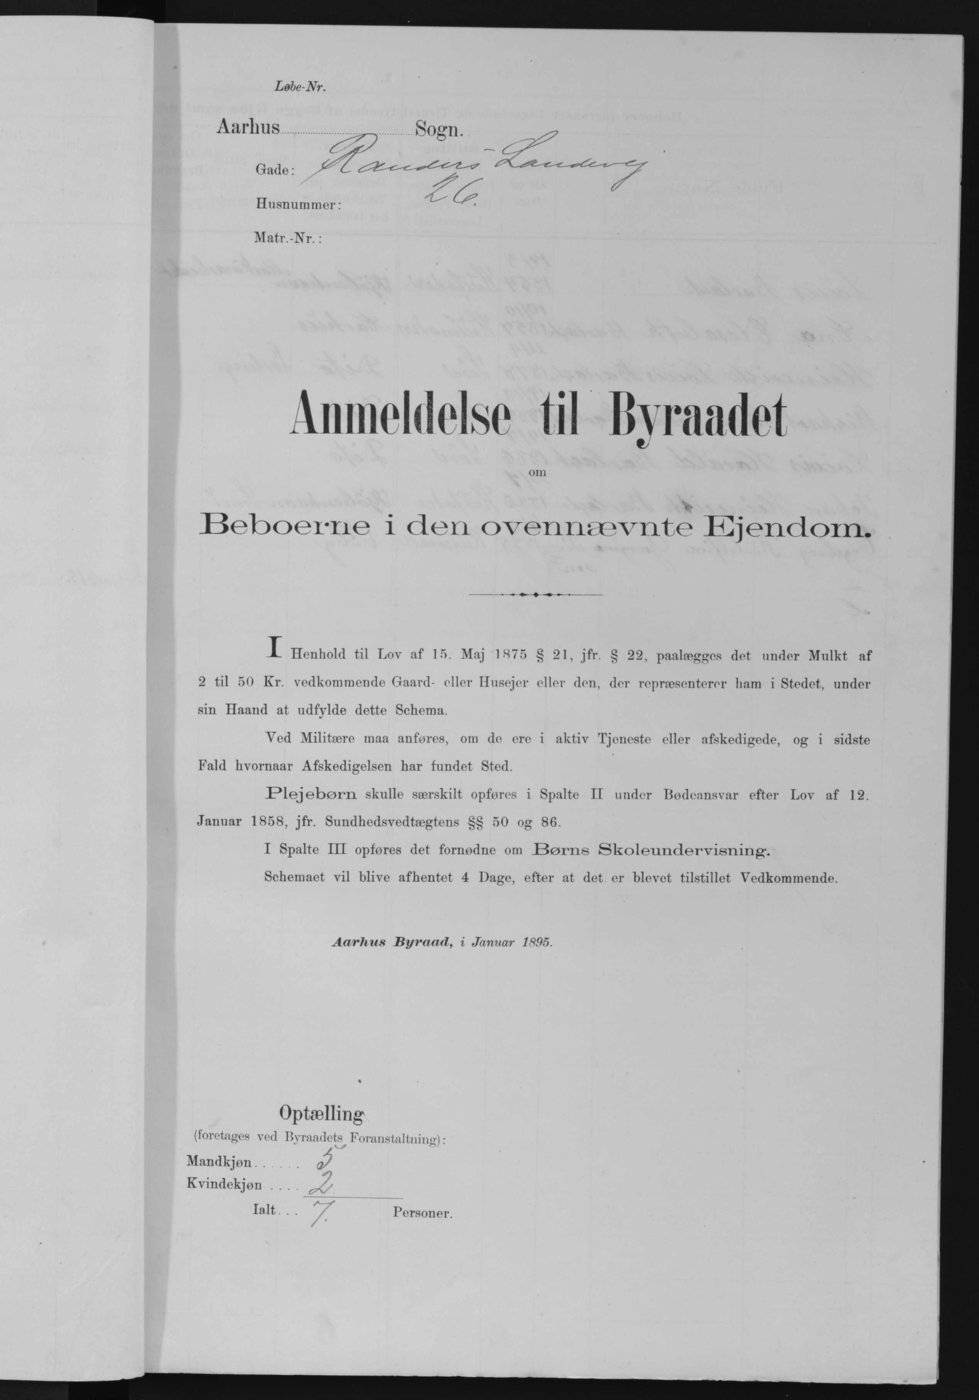 Løbe-Nr.
Aarhus Sogn.
Gade: Randers Landevej
Husnummer: 26.
Matr.-Nr.:
Anmeldelse til Byraadet
om
Beboerne i den ovennævnte Ejendom.
I Henhold til Lov af 15. Maj 1875 § 21, jfr. § 22, paalægges det under Mulkt af
2 til 50 Kr. vedkommende Gaard- eller Husejer eller den, der repræsenterer ham i Stedet, under
sin Haand at udfylde dette Schema.
Ved Militære maa anføres, om de ere i aktiv Tjeneste eller afskedigede, og i sidste
Fald hvornaar Afskedigelsen har fundet Sted.
Plejebørn skulle særskilt opføres i Spalte II under Bødeansvar efter Lov af 12.
Januar 1858, jfr. Sundhedsvedtægtens §§ 50 og 86.
I Spalte III opføres det fornødne om Børns Skoleundervisning.
Schemaet vil blive afhentet 4 Dage, efter at det er blevet tilstillet Vedkommende.
Aarhus Byraad, i Januar 1895.
Optælling
(foretages ved Byraadets Foranstaltning):
Mandkjøn...... 5
Kvindekjøn .... 2
Ialt... 7. Personer.